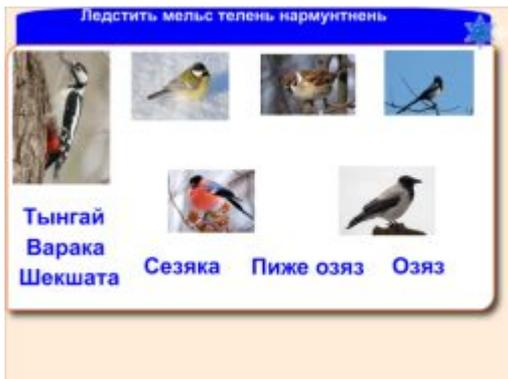 Ледстить мельс телень нармунтнень
Тынгай
Варака
Шекшата
Сезяка
Пиже озяз
Озяз